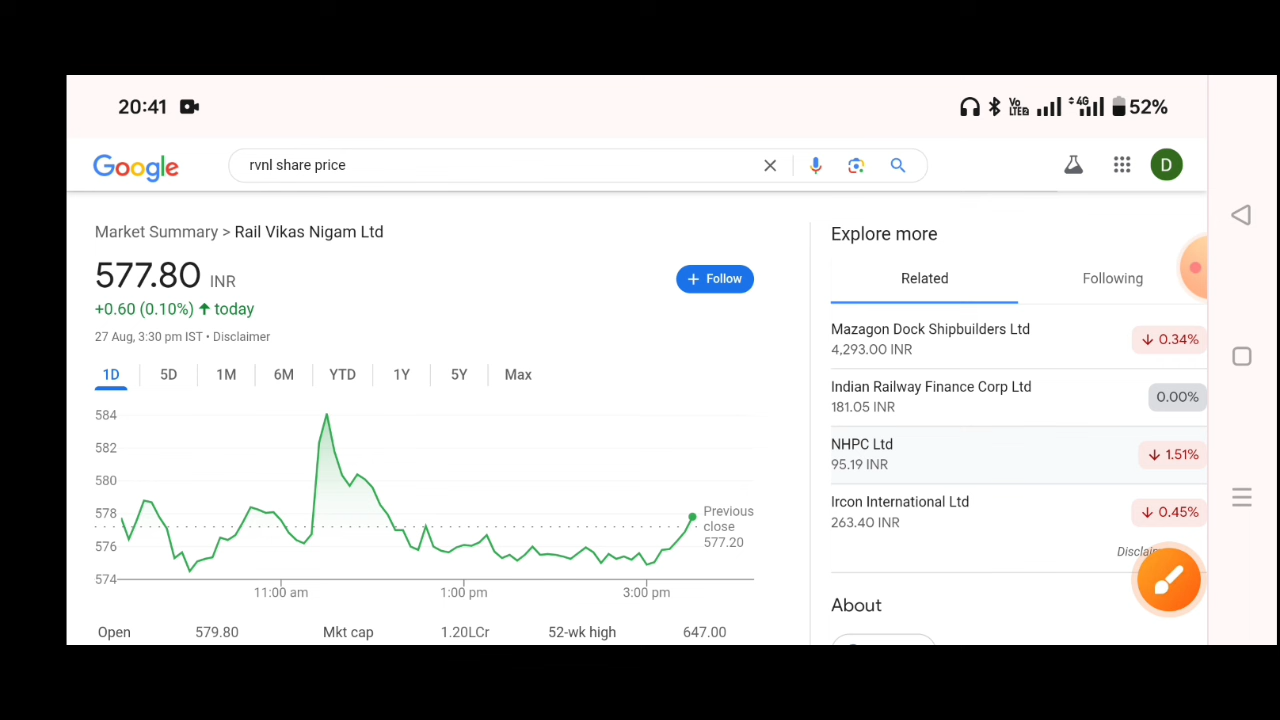 20:41
Vo
LTE2
4G
52%
Google
rvnl share price
D
Market Summary > Rail Vikas Nigam Ltd
577.80 INR
+ Follow
+0.60 (0.10%) ↑ today
27 Aug, 3:30 pm IST • Disclaimer
1D 5D 1M 6M YTD 1Y 5Y Max
584
582
580
578
576
574
Previous
close
577.20
11:00 am 1:00 pm 3:00 pm
Open 579.80 Mkt cap 1.20LCr 52-wk high 647.00
Explore more
Related Following
Mazagon Dock Shipbuilders Ltd
4,293.00 INR
↓ 0.34%
Indian Railway Finance Corp Ltd
181.05 INR
0.00%
NHPC Ltd
95.19 INR
↓ 1.51%
Ircon International Ltd
263.40 INR
↓ 0.45%
About